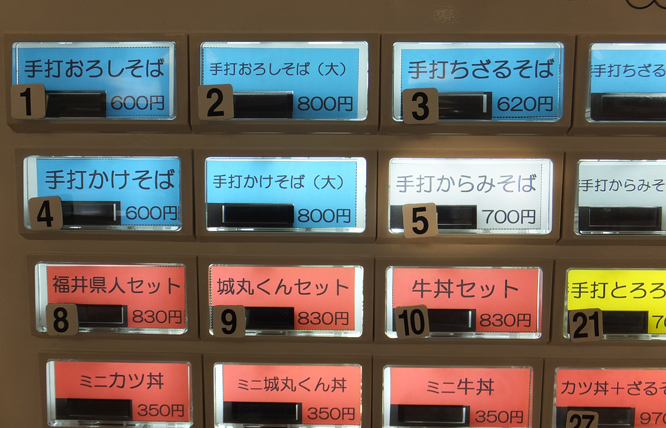 手打おろしそば
1
600円
手打おろしそば（大）
2
800円
手打ちざるそば
3
620円
手打ちざる
手打かけそば
4
600円
手打かけそば（大）
800円
手打からみそば
5
700円
手打からみそ
福井県人セット
8
830円
城丸くんセット
9
830円
牛丼セット
10
830円
手打とろろ
21
ミニカツ丼
350円
ミニ城丸くん丼
350円
ミニ牛丼
350円
カツ丼＋ざる
27
970